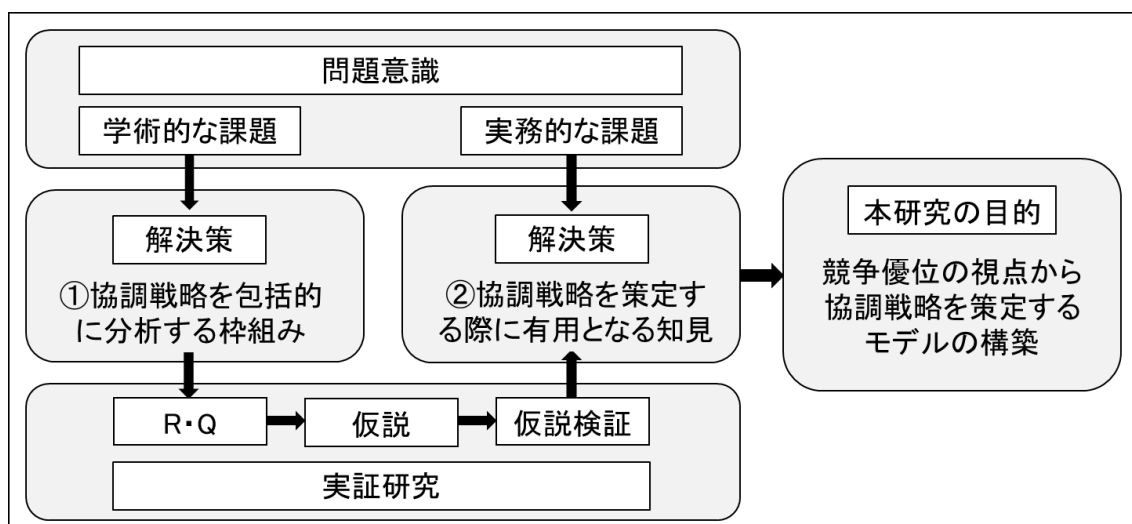 問題意識
学術的な課題
実務的な課題
解決策
①協調戦略を包括的
に分析する枠組み
解決策
②協調戦略を策定す
る際に有用となる知見
本研究の目的
競争優位の視点から
協調戦略を策定する
モデルの構築
R・Q
仮説
仮説検証
実証研究